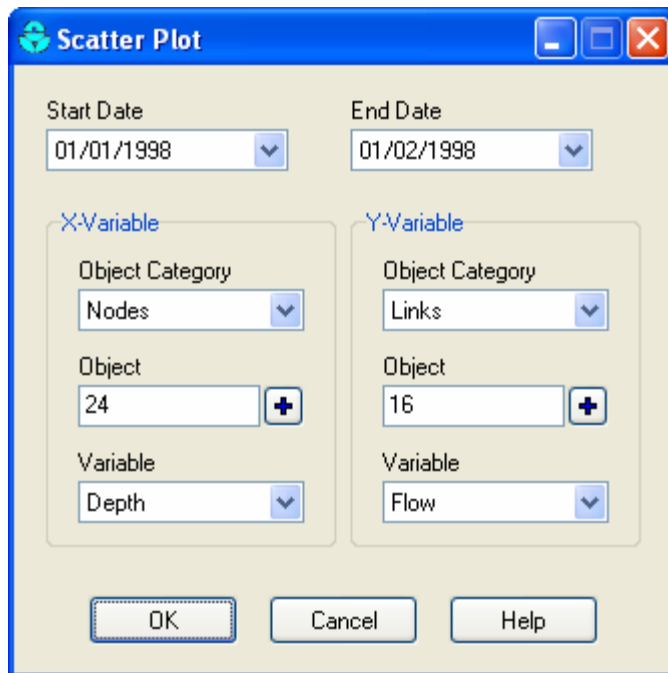 Scatter Plot
Start Date
End Date
01/01/1998
01/02/1998
X-Variable
Y-Variable
Object Category
Object Category
Nodes
Links
Object
Object
24
16
Variable
Variable
Depth
Flow
OK
Cancel
Help